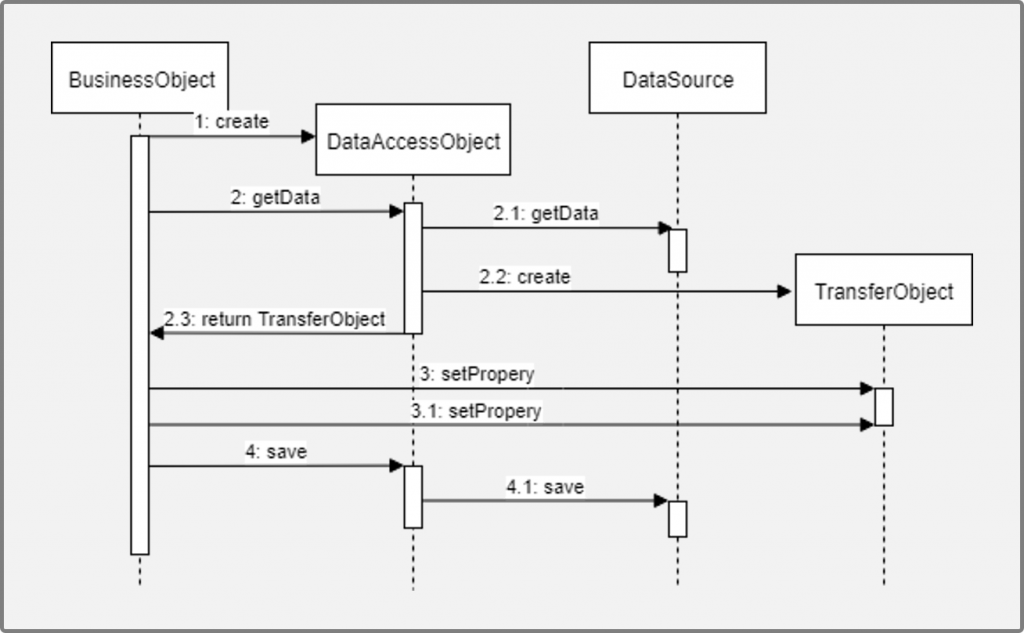 BusinessObject
DataSource
1: create
DataAccessObject
2: getData
2.1: getData
2.2: create
TransferObject
2.3: return TransferObject
3: setPropery
3.1: setPropery
4: save
4.1: save